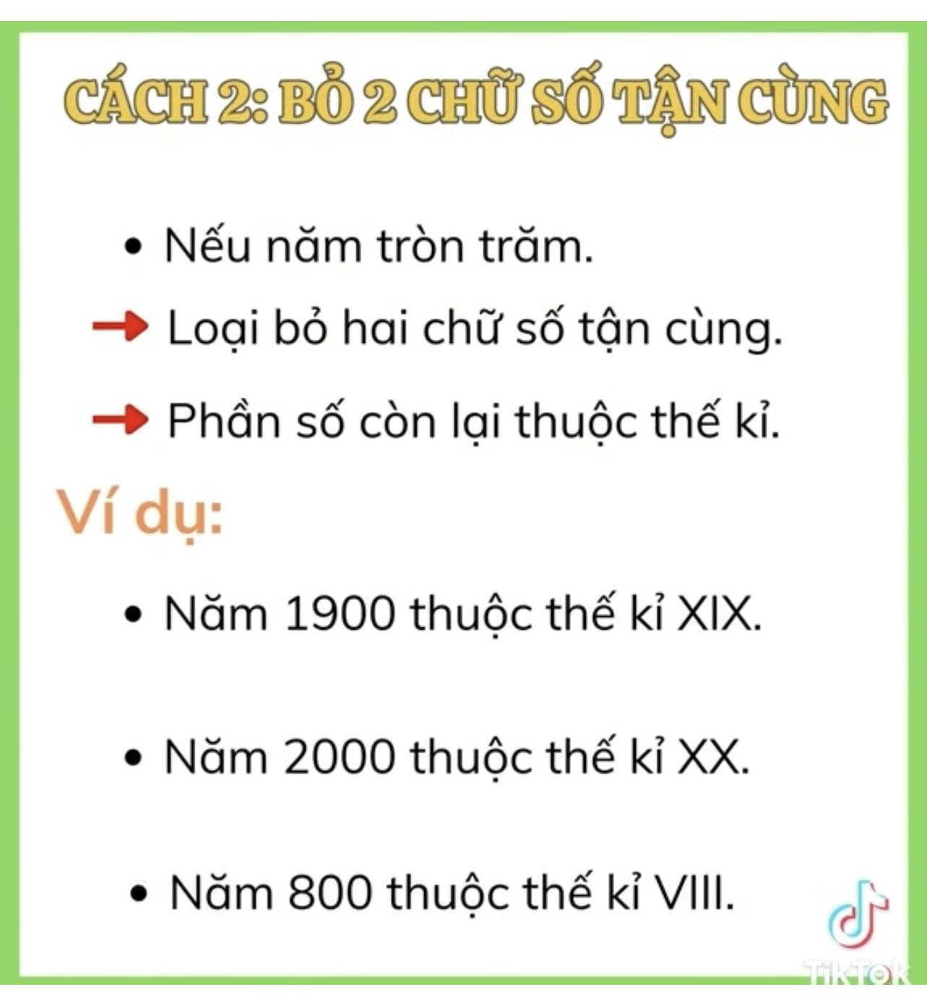 CÁCH 2: BỎ 2 CHỮ SỐ TẬN CÙNG
• Nếu năm tròn trăm.
→ Loại bỏ hai chữ số tận cùng.
→ Phần số còn lại thuộc thế kỉ.
Ví dụ:
• Năm 1900 thuộc thế kỉ XIX.
• Năm 2000 thuộc thế kỉ XX.
• Năm 800 thuộc thế kỉ VIII.
TikTok